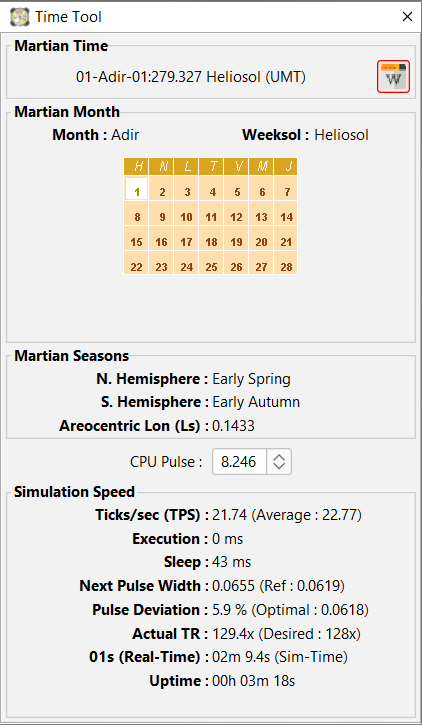 Time Tool
Martian Time
01-Adir-01:279.327 Heliosol (UMT)
W
Martian Month
Month : Adir Weeksol : Heliosol
H N L T V M J
1 2 3 4 5 6 7
8 9 10 11 12 13 14
15 16 17 18 19 20 21
22 23 24 25 26 27 28
Martian Seasons
N. Hemisphere : Early Spring
S. Hemisphere : Early Autumn
Areocentric Lon (Ls) : 0.1433
CPU Pulse : 8.246
Simulation Speed
Ticks/sec (TPS) : 21.74 (Average : 22.77)
Execution : 0 ms
Sleep : 43 ms
Next Pulse Width : 0.0655 (Ref : 0.0619)
Pulse Deviation : 5.9 % (Optimal : 0.0618)
Actual TR : 129.4x (Desired : 128x)
01s (Real-Time) : 02m 9.4s (Sim-Time)
Uptime : 00h 03m 18s